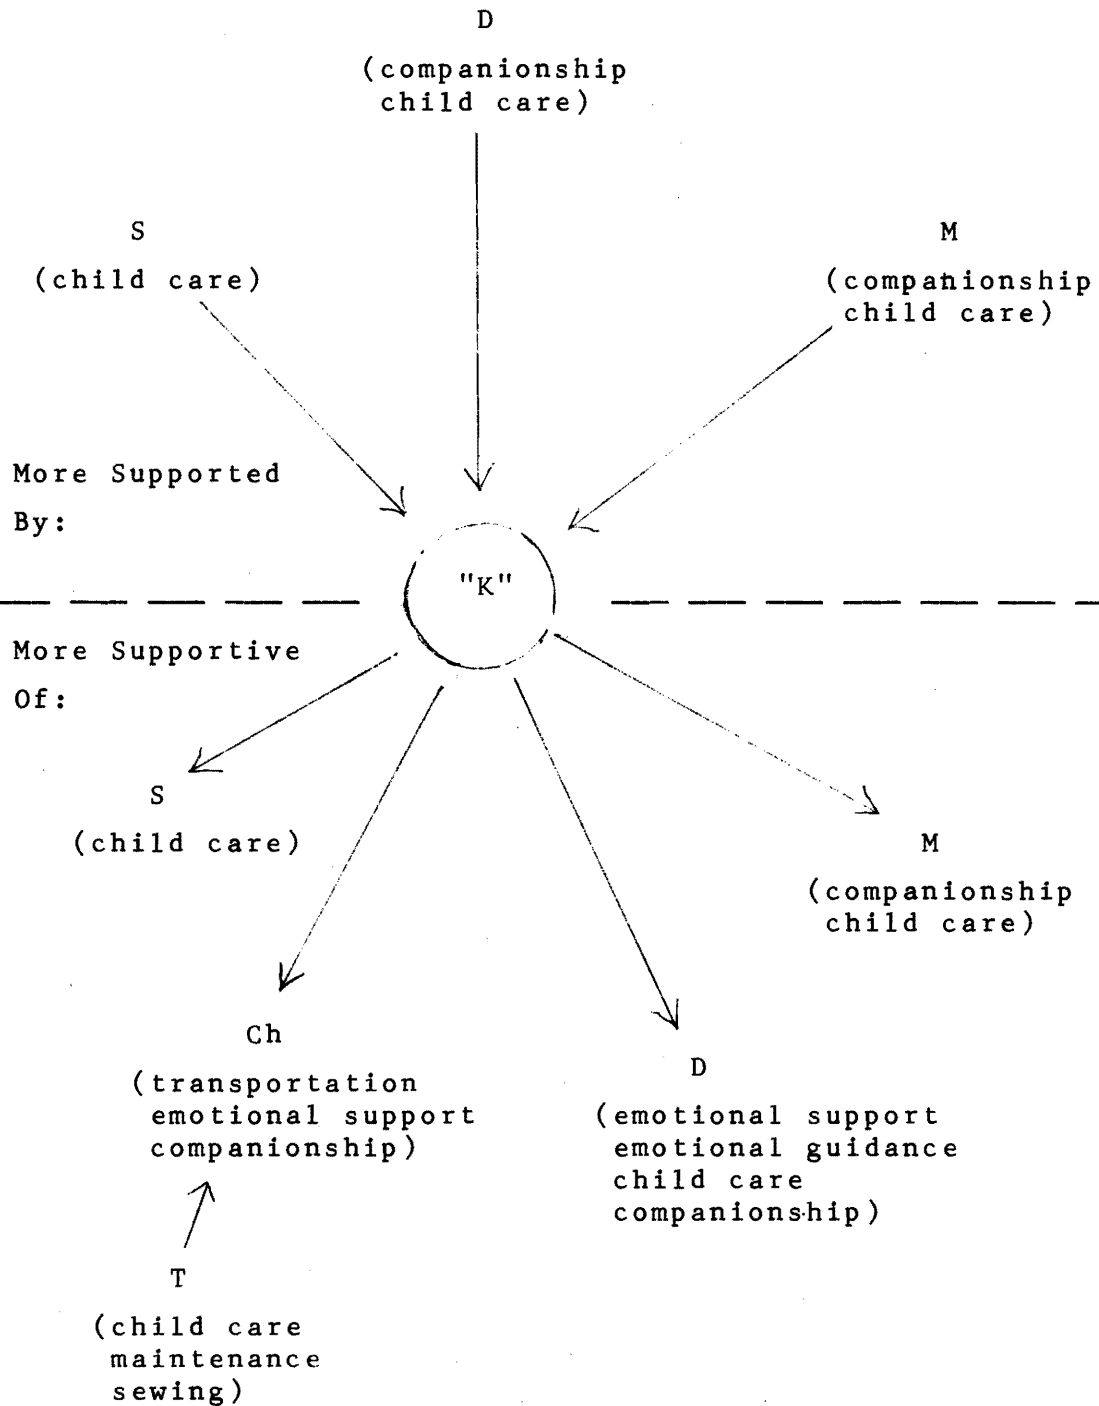 D
(companionship
child care)
S
(child care)
M
(companionship
child care)
More Supported
By:
"K"
More Supportive
Of:
S
(child care)
M
(companionship
child care)
Ch
(transportation
emotional support
companionship)
D
(emotional support
emotional guidance
child care
companionship)
T
(child care
maintenance
sewing)